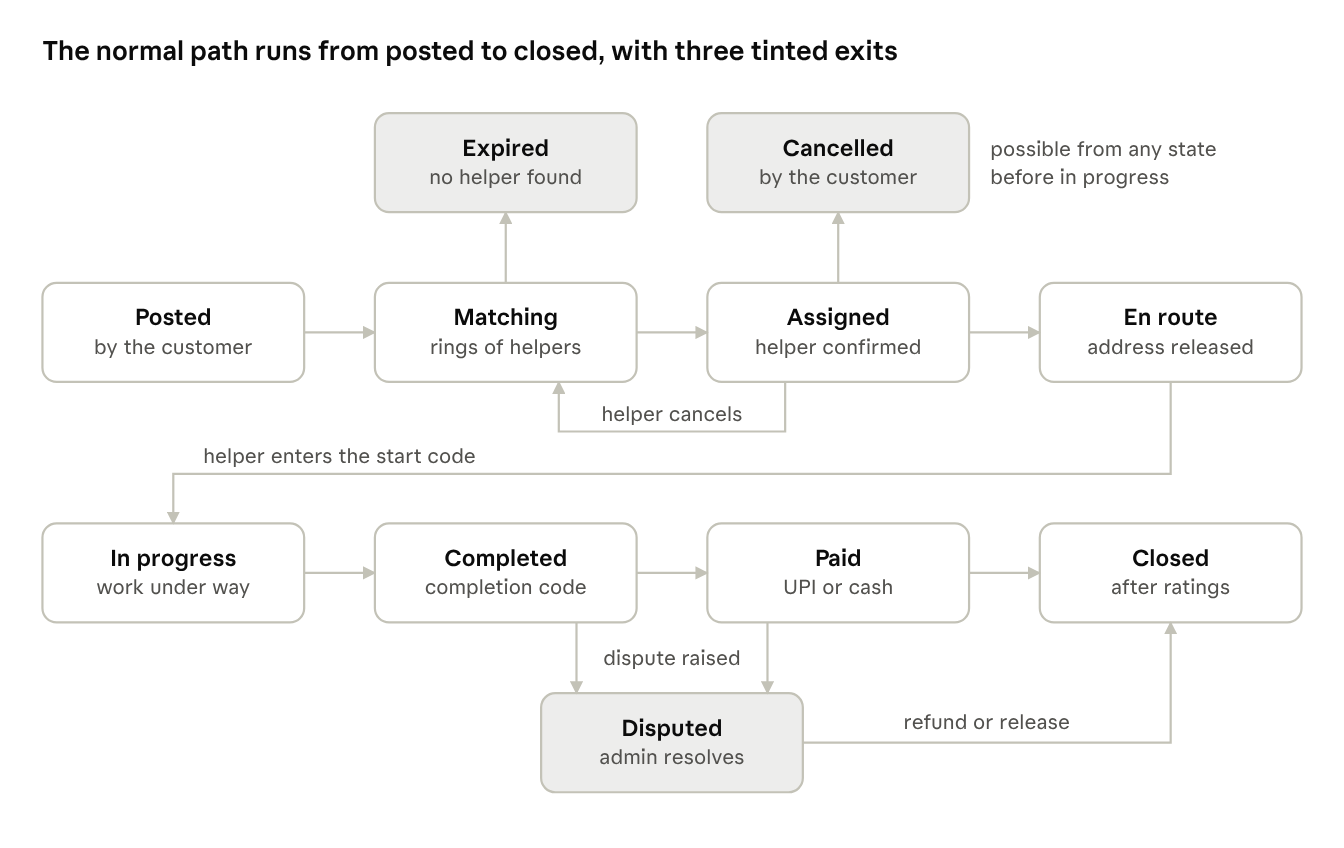 The normal path runs from posted to closed, with three tinted exits
Expired
no helper found
Cancelled
by the customer
possible from any state
before in progress
Posted
by the customer
Matching
rings of helpers
Assigned
helper confirmed
En route
address released
helper cancels
helper enters the start code
In progress
work under way
Completed
completion code
Paid
UPI or cash
Closed
after ratings
dispute raised
Disputed
admin resolves
refund or release